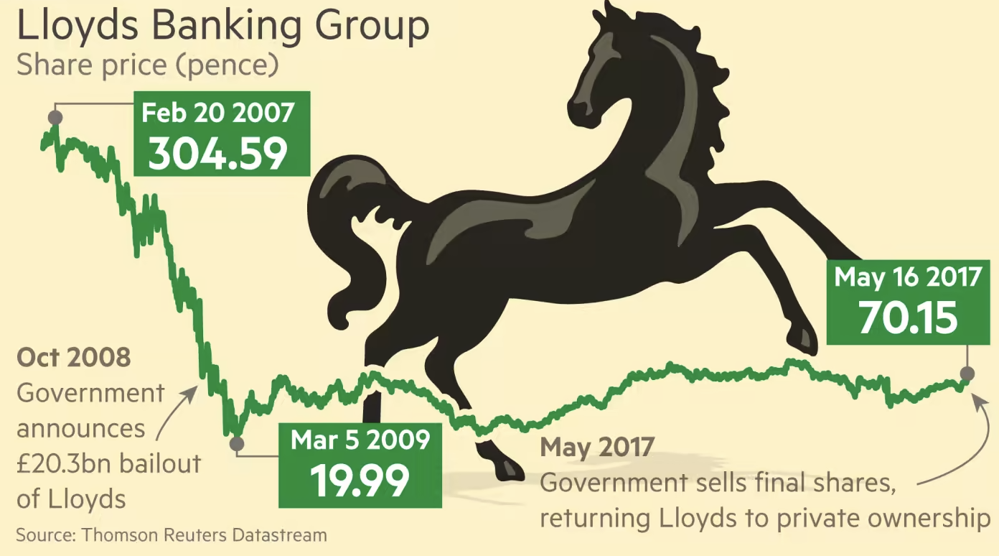 Lloyds Banking Group
Share price (pence)
Feb 20 2007
304.59
May 16 2017
70.15
Oct 2008
Government
announces
£20.3bn bailout
of Lloyds
Mar 5 2009
19.99
May 2017
Government sells final shares,
returning Lloyds to private ownership
Source: Thomson Reuters Datastream